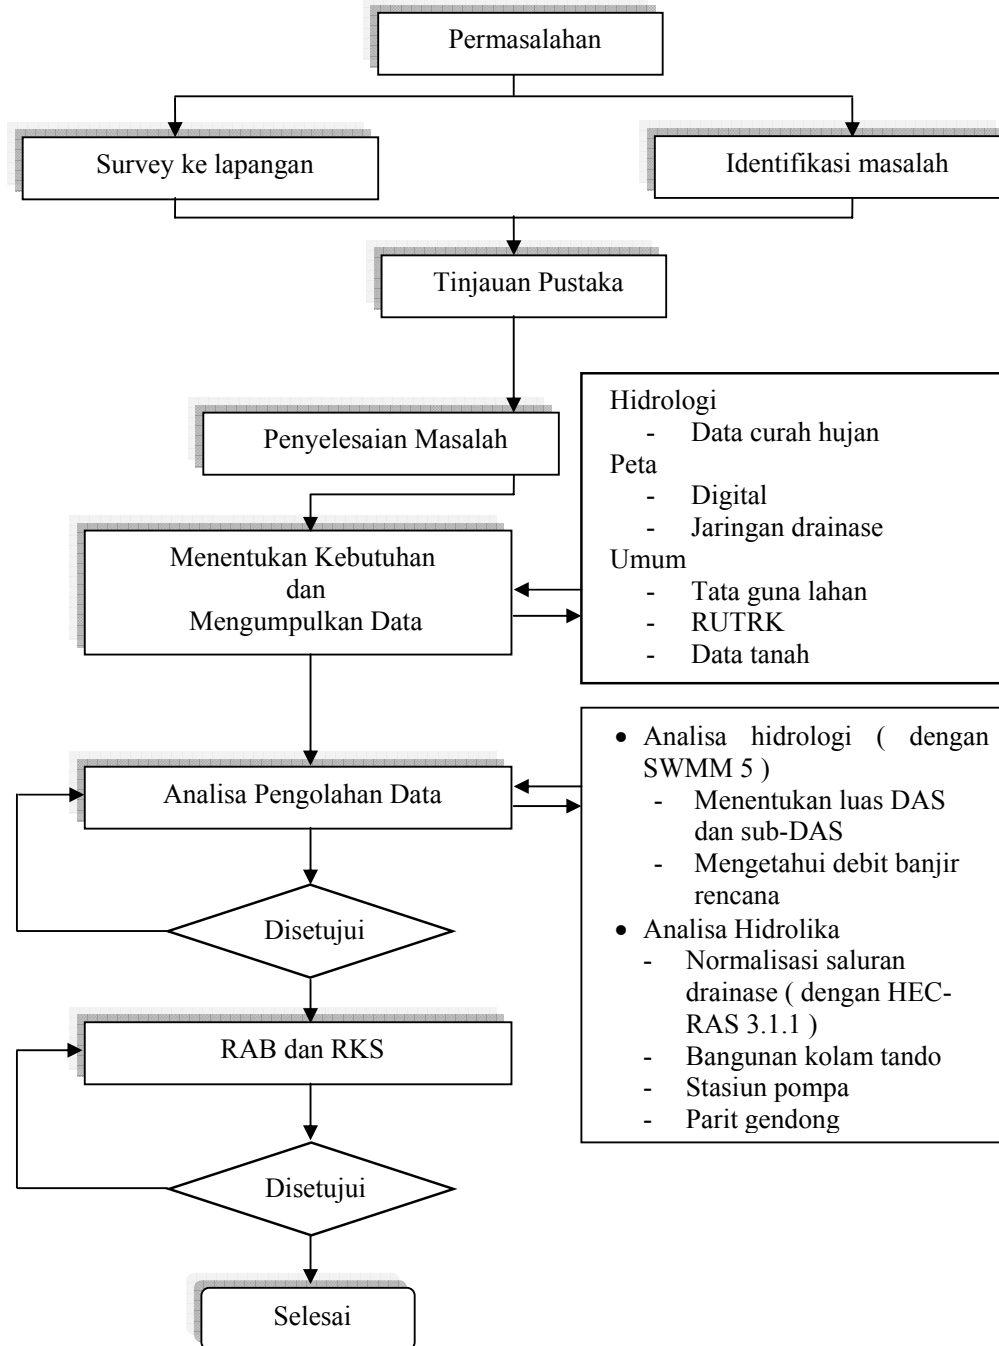 Permasalahan
Survey ke lapangan
Identifikasi masalah
Tinjauan Pustaka
Penyelesaian Masalah
Menentukan Kebutuhan
dan
Mengumpulkan Data
Hidrologi
- Data curah hujan
Peta
- Digital
- Jaringan drainase
Umum
- Tata guna lahan
- RUTRK
- Data tanah
Analisa Pengolahan Data
• Analisa hidrologi ( dengan
SWMM 5 )
- Menentukan luas DAS
dan sub-DAS
- Mengetahui debit banjir
rencana
• Analisa Hidrolika
- Normalisasi saluran
drainase ( dengan HEC-
RAS 3.1.1 )
- Bangunan kolam tando
- Stasiun pompa
- Parit gendong
Disetujui
RAB dan RKS
Disetujui
Selesai